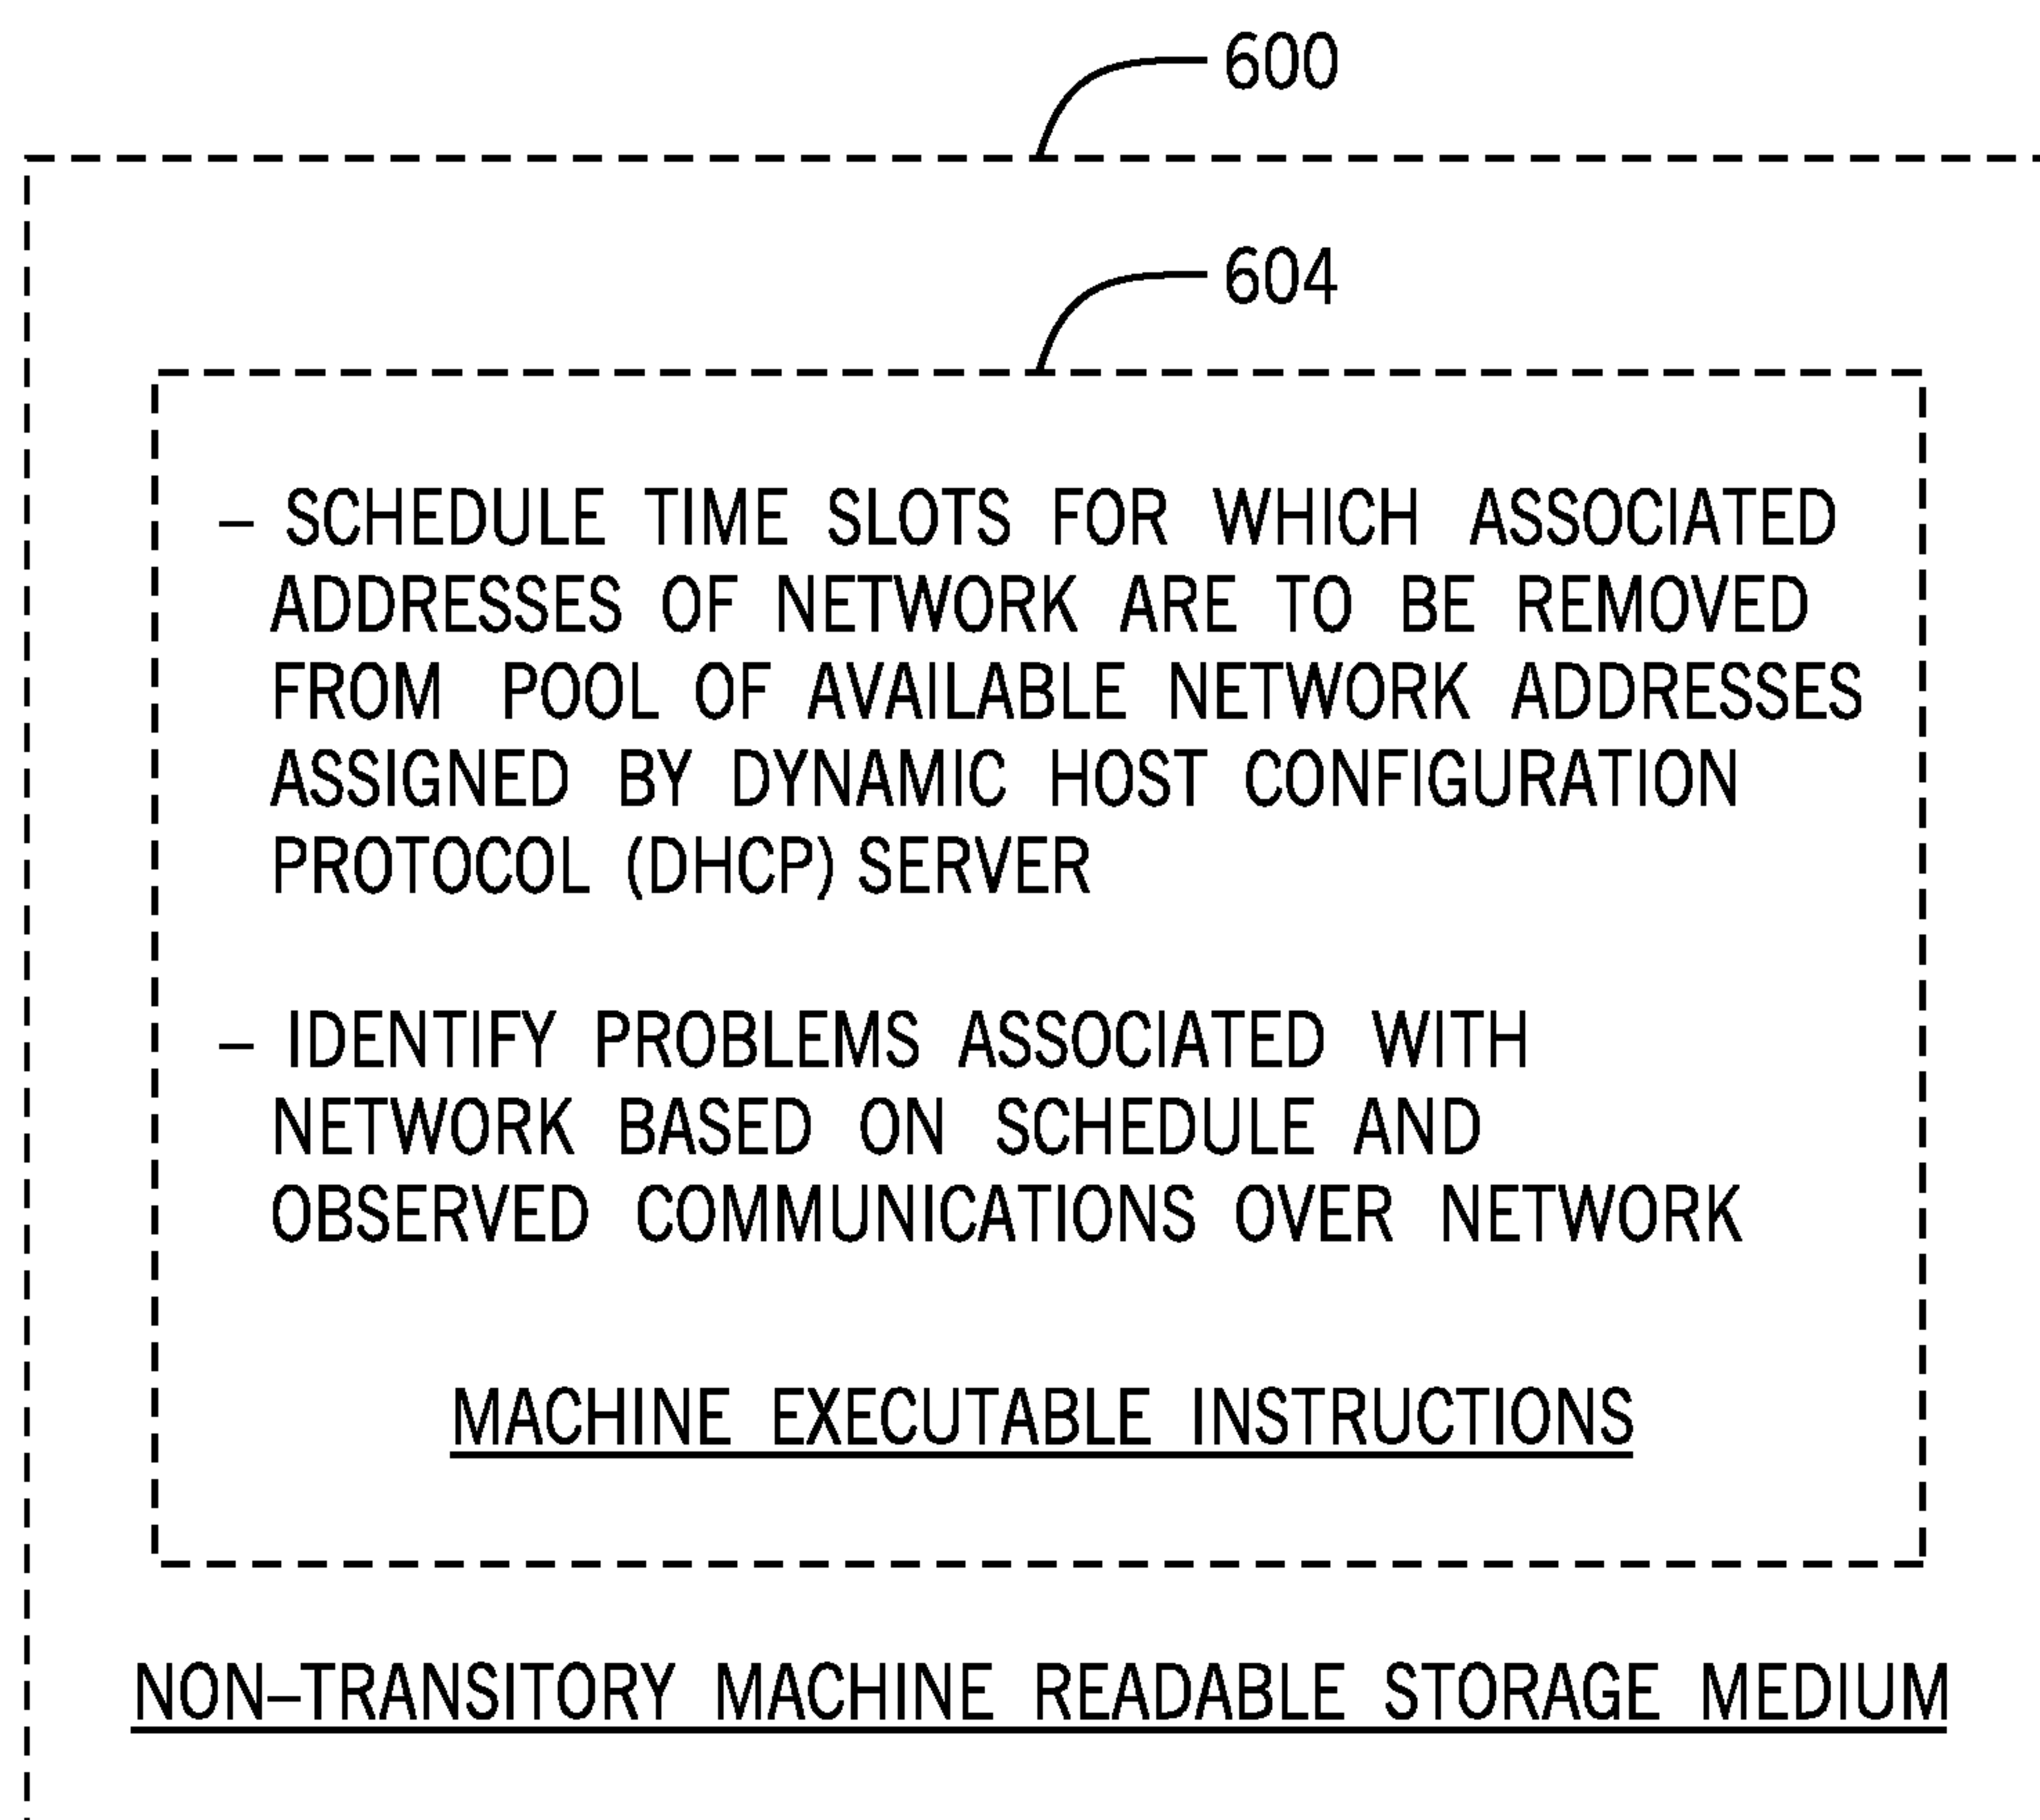 600
604
– SCHEDULE TIME SLOTS FOR WHICH ASSOCIATED
ADDRESSES OF NETWORK ARE TO BE REMOVED
FROM POOL OF AVAILABLE NETWORK ADDRESSES
ASSIGNED BY DYNAMIC HOST CONFIGURATION
PROTOCOL (DHCP) SERVER
– IDENTIFY PROBLEMS ASSOCIATED WITH
NETWORK BASED ON SCHEDULE AND
OBSERVED COMMUNICATIONS OVER NETWORK
MACHINE EXECUTABLE INSTRUCTIONS
NON–TRANSITORY MACHINE READABLE STORAGE MEDIUM